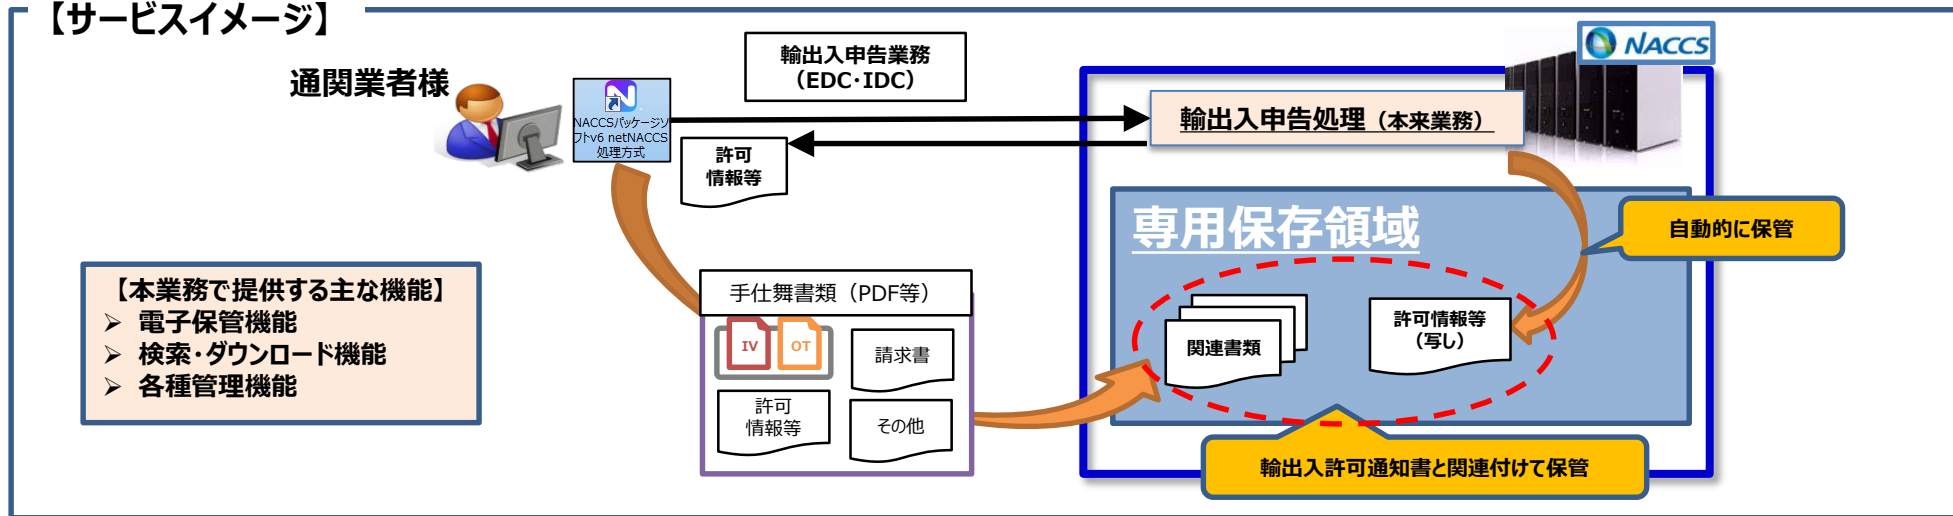 【サービスイメージ】
通関業者様
NACCSパッケージソ
フトv6 netNACCS
処理方式
輸出入申告業務
（EDC・IDC）
許可
情報等
NACCS
輸出入申告処理（本来業務）
専用保存領域
自動的に保管
【本業務で提供する主な機能】
➢ 電子保管機能
➢ 検索・ダウンロード機能
➢ 各種管理機能
手仕舞書類（PDF等）
IV
OT
請求書
許可
情報等
その他
関連書類
許可情報等
（写し）
輸出入許可通知書と関連付けて保管